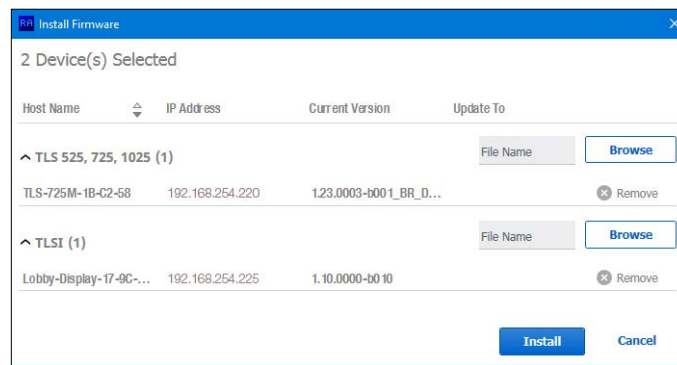 RA Install Firmware
2 Device(s) Selected
Host Name IP Address Current Version Update To
TLS 525, 725, 1025 (1) File Name Browse
TLS-725M-1B-C2-58 192.168.254.220 1.23.0003-b001_BR_D... Remove
TLSI (1) File Name Browse
Lobby-Display-17-9C-... 192.168.254.225 1.10.0000-b010 Remove
Install Cancel